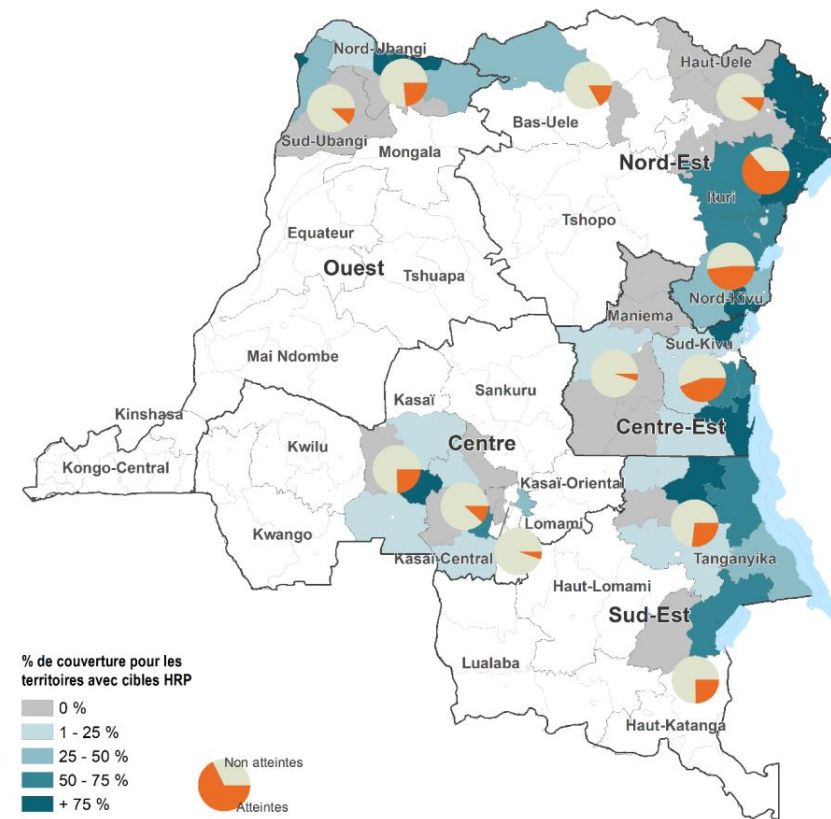 Nord-Ubangi
Haut-Uele
Sud-Ubangi
Bas-Uele
Mongala
Nord-Est
Ituri
Tshopo
Equateur
Ouest
Tshuapa
Nord-Kivu
Maniema
Sud-Kivu
Mai Ndombe
Kasaï
Sankuru
Kinshasa
Kwilu
Centre
Centre-Est
Kongo-Central
Kasaï-Oriental
Kwango
Lomami
Kasaï-Central
Tanganyika
Haut-Lomami
Sud-Est
Lualaba
Haut-Katanga
% de couverture pour les
territoires avec cibles HRP
0 %
1 - 25 %
25 - 50 %
50 - 75 %
+ 75 %
Non atteintes
Atteintes